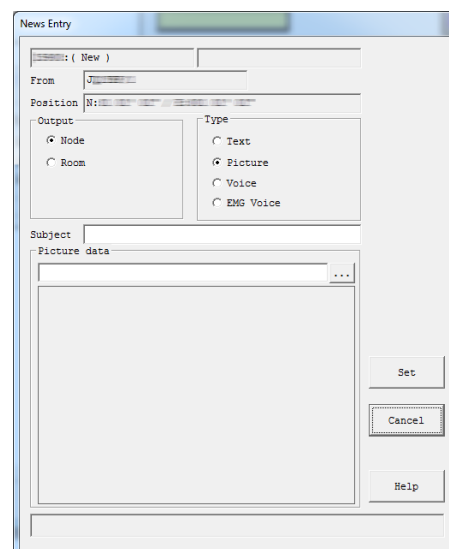 News Entry
:( New )
From J
Position N:
Output
Type
Node
Text
Room
Picture
Voice
EMG Voice
Subject
Picture data
...
Set
Cancel
Help